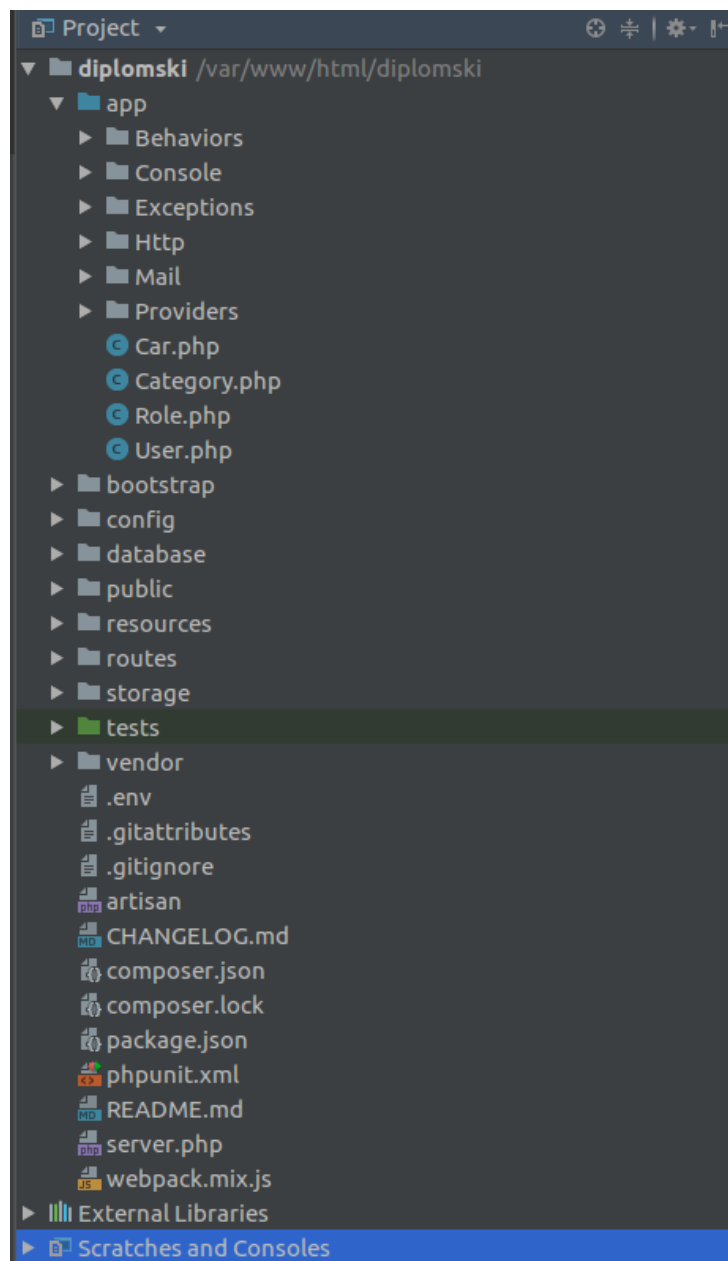 Project
diplomski /var/www/html/diplomski
app
Behaviors
Console
Exceptions
Http
Mail
Providers
Car.php
Category.php
Role.php
User.php
bootstrap
config
database
public
resources
routes
storage
tests
vendor
.env
.gitattributes
.gitignore
artisan
CHANGELOG.md
composer.json
composer.lock
package.json
phpunit.xml
README.md
server.php
webpack.mix.js
External Libraries
Scratches and Consoles